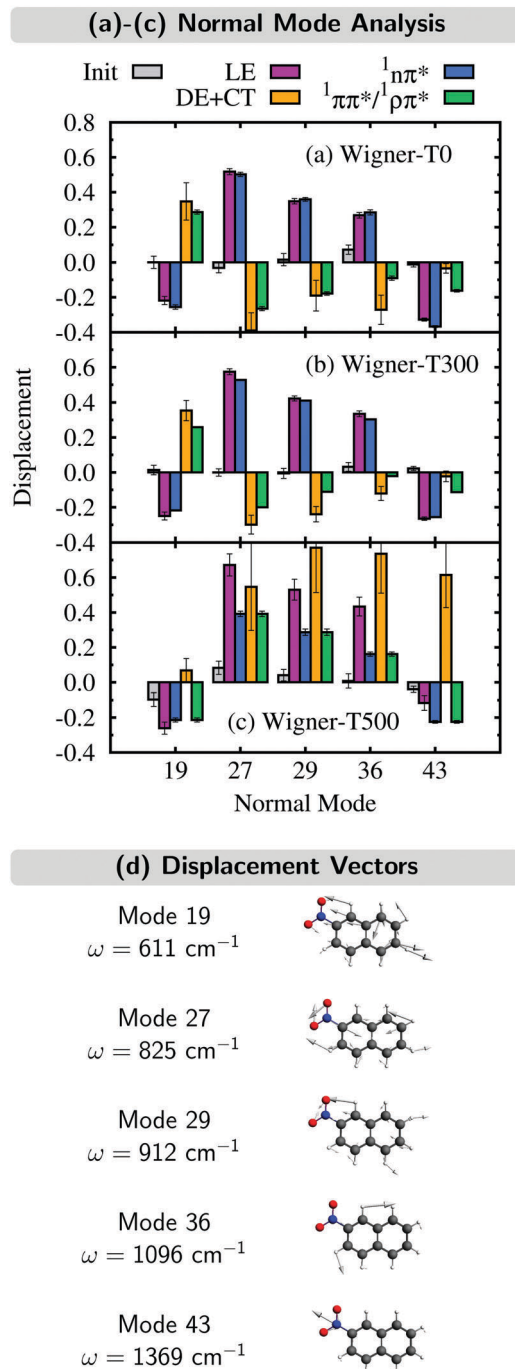 (a)-(c) Normal Mode Analysis
Init LE ¹nπ*
DE+CT ¹ππ*/¹ρπ*
0.8
(a) Wigner-T0
0.6
0.4
0.2
0.0
-0.2
-0.4
(b) Wigner-T300
0.6
0.4
0.2
0.0
-0.2
-0.4
0.6
0.4
0.2
0.0
-0.2
(c) Wigner-T500
-0.4
Displacement
19 27 29 36 43
Normal Mode
(d) Displacement Vectors
Mode 19
ω = 611 cm⁻¹
Mode 27
ω = 825 cm⁻¹
Mode 29
ω = 912 cm⁻¹
Mode 36
ω = 1096 cm⁻¹
Mode 43
ω = 1369 cm⁻¹